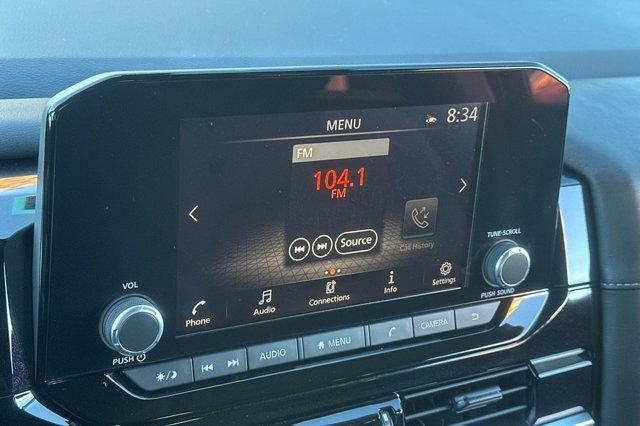 MENU
8:34
FM
104.1
FM
Source
Call History
Phone
Audio
Connections
Info
Settings
VOL
PUSH
TUNE·SCROLL
PUSH SOUND
AUDIO
MENU
CAMERA